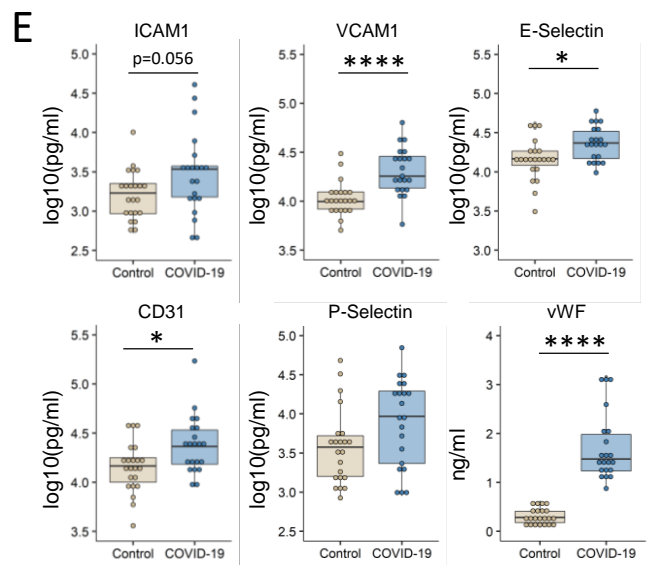 E
ICAM1
p=0.056
log10(pg/ml)
5.0
4.5
4.0
3.5
3.0
2.5
Control COVID-19
VCAM1
****
log10(pg/ml)
5.5
5.0
4.5
4.0
3.5
Control COVID-19
E-Selectin
*
log10(pg/ml)
5.5
5.0
4.5
4.0
3.5
3.0
Control COVID-19
CD31
*
log10(pg/ml)
5.5
5.0
4.5
4.0
3.5
Control COVID-19
P-Selectin
log10(pg/ml)
5.0
4.5
4.0
3.5
3.0
2.5
Control COVID-19
vWF
****
ng/ml
4
3
2
1
0
Control COVID-19